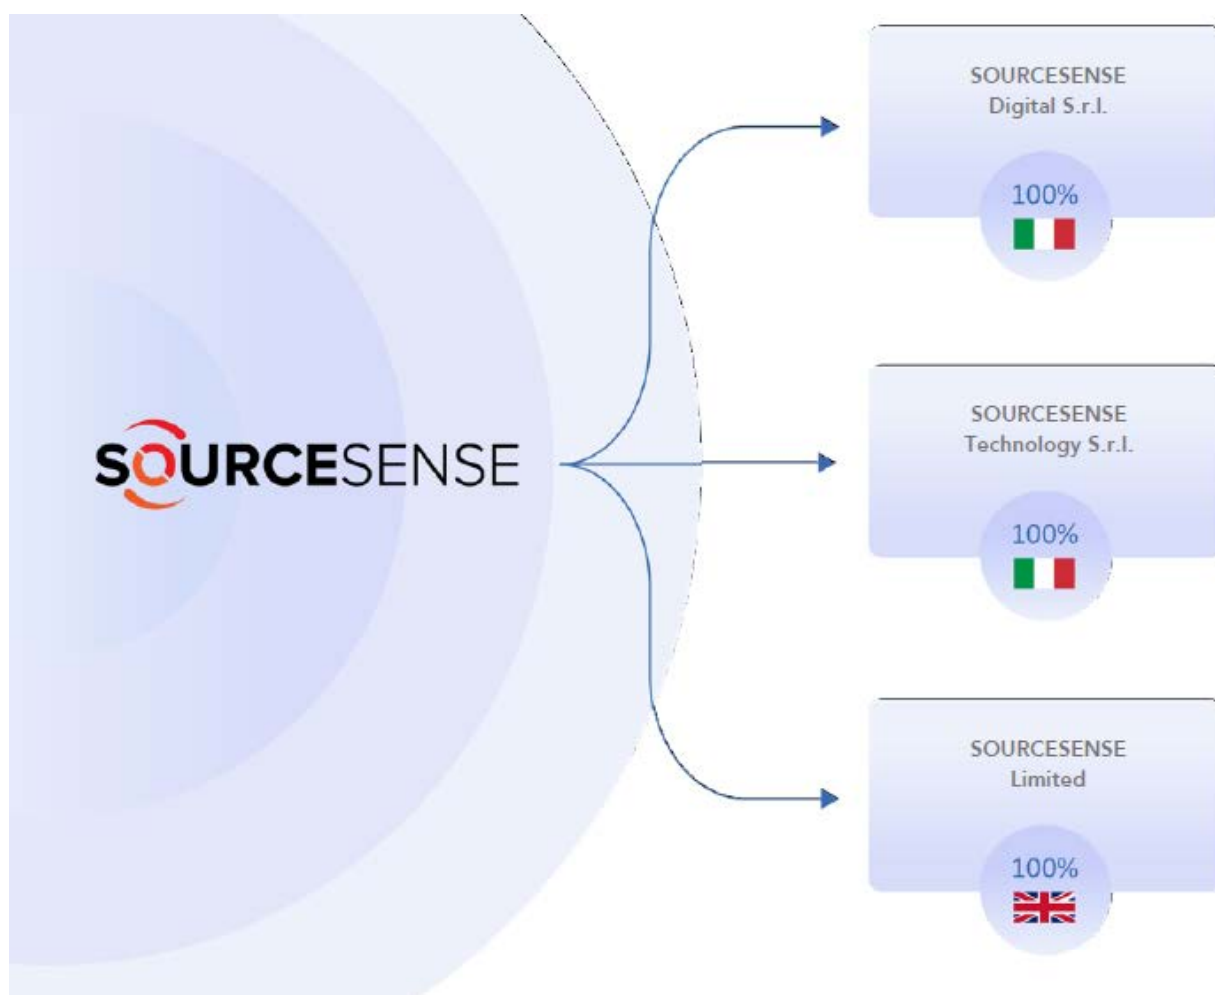 SOURCESENSE
SOURCESENSE
Digital S.r.l.
100%
SOURCESENSE
Technology S.r.l.
100%
SOURCESENSE
Limited
100%